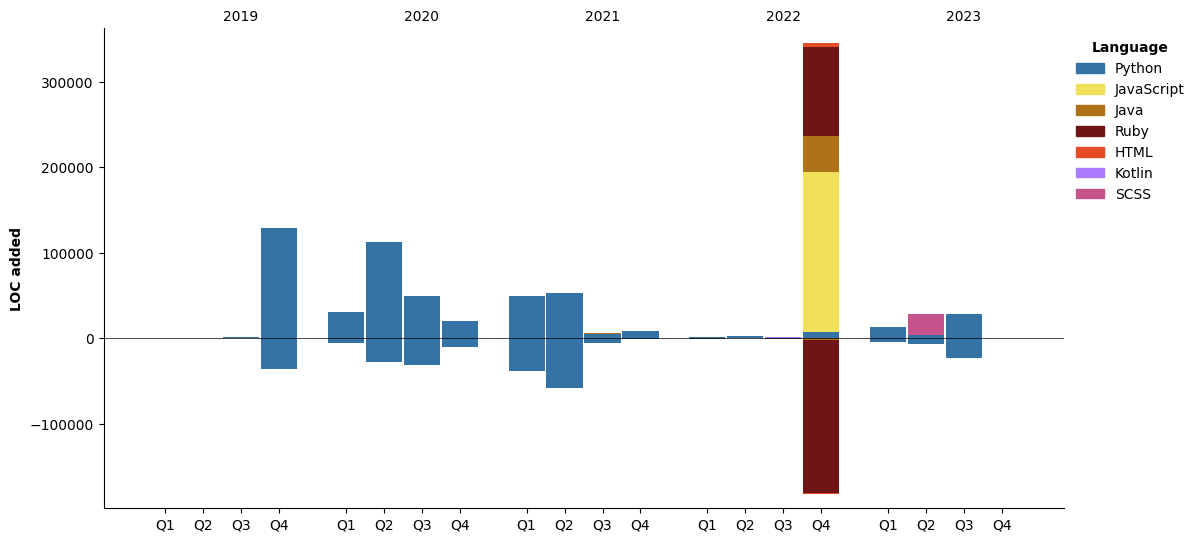 2019 2020 2021 2022 2023
Language
Python
JavaScript
Java
Ruby
HTML
Kotlin
SCSS
LOC added
300000
200000
100000
0
−100000
Q1 Q2 Q3 Q4 Q1 Q2 Q3 Q4 Q1 Q2 Q3 Q4 Q1 Q2 Q3 Q4 Q1 Q2 Q3 Q4